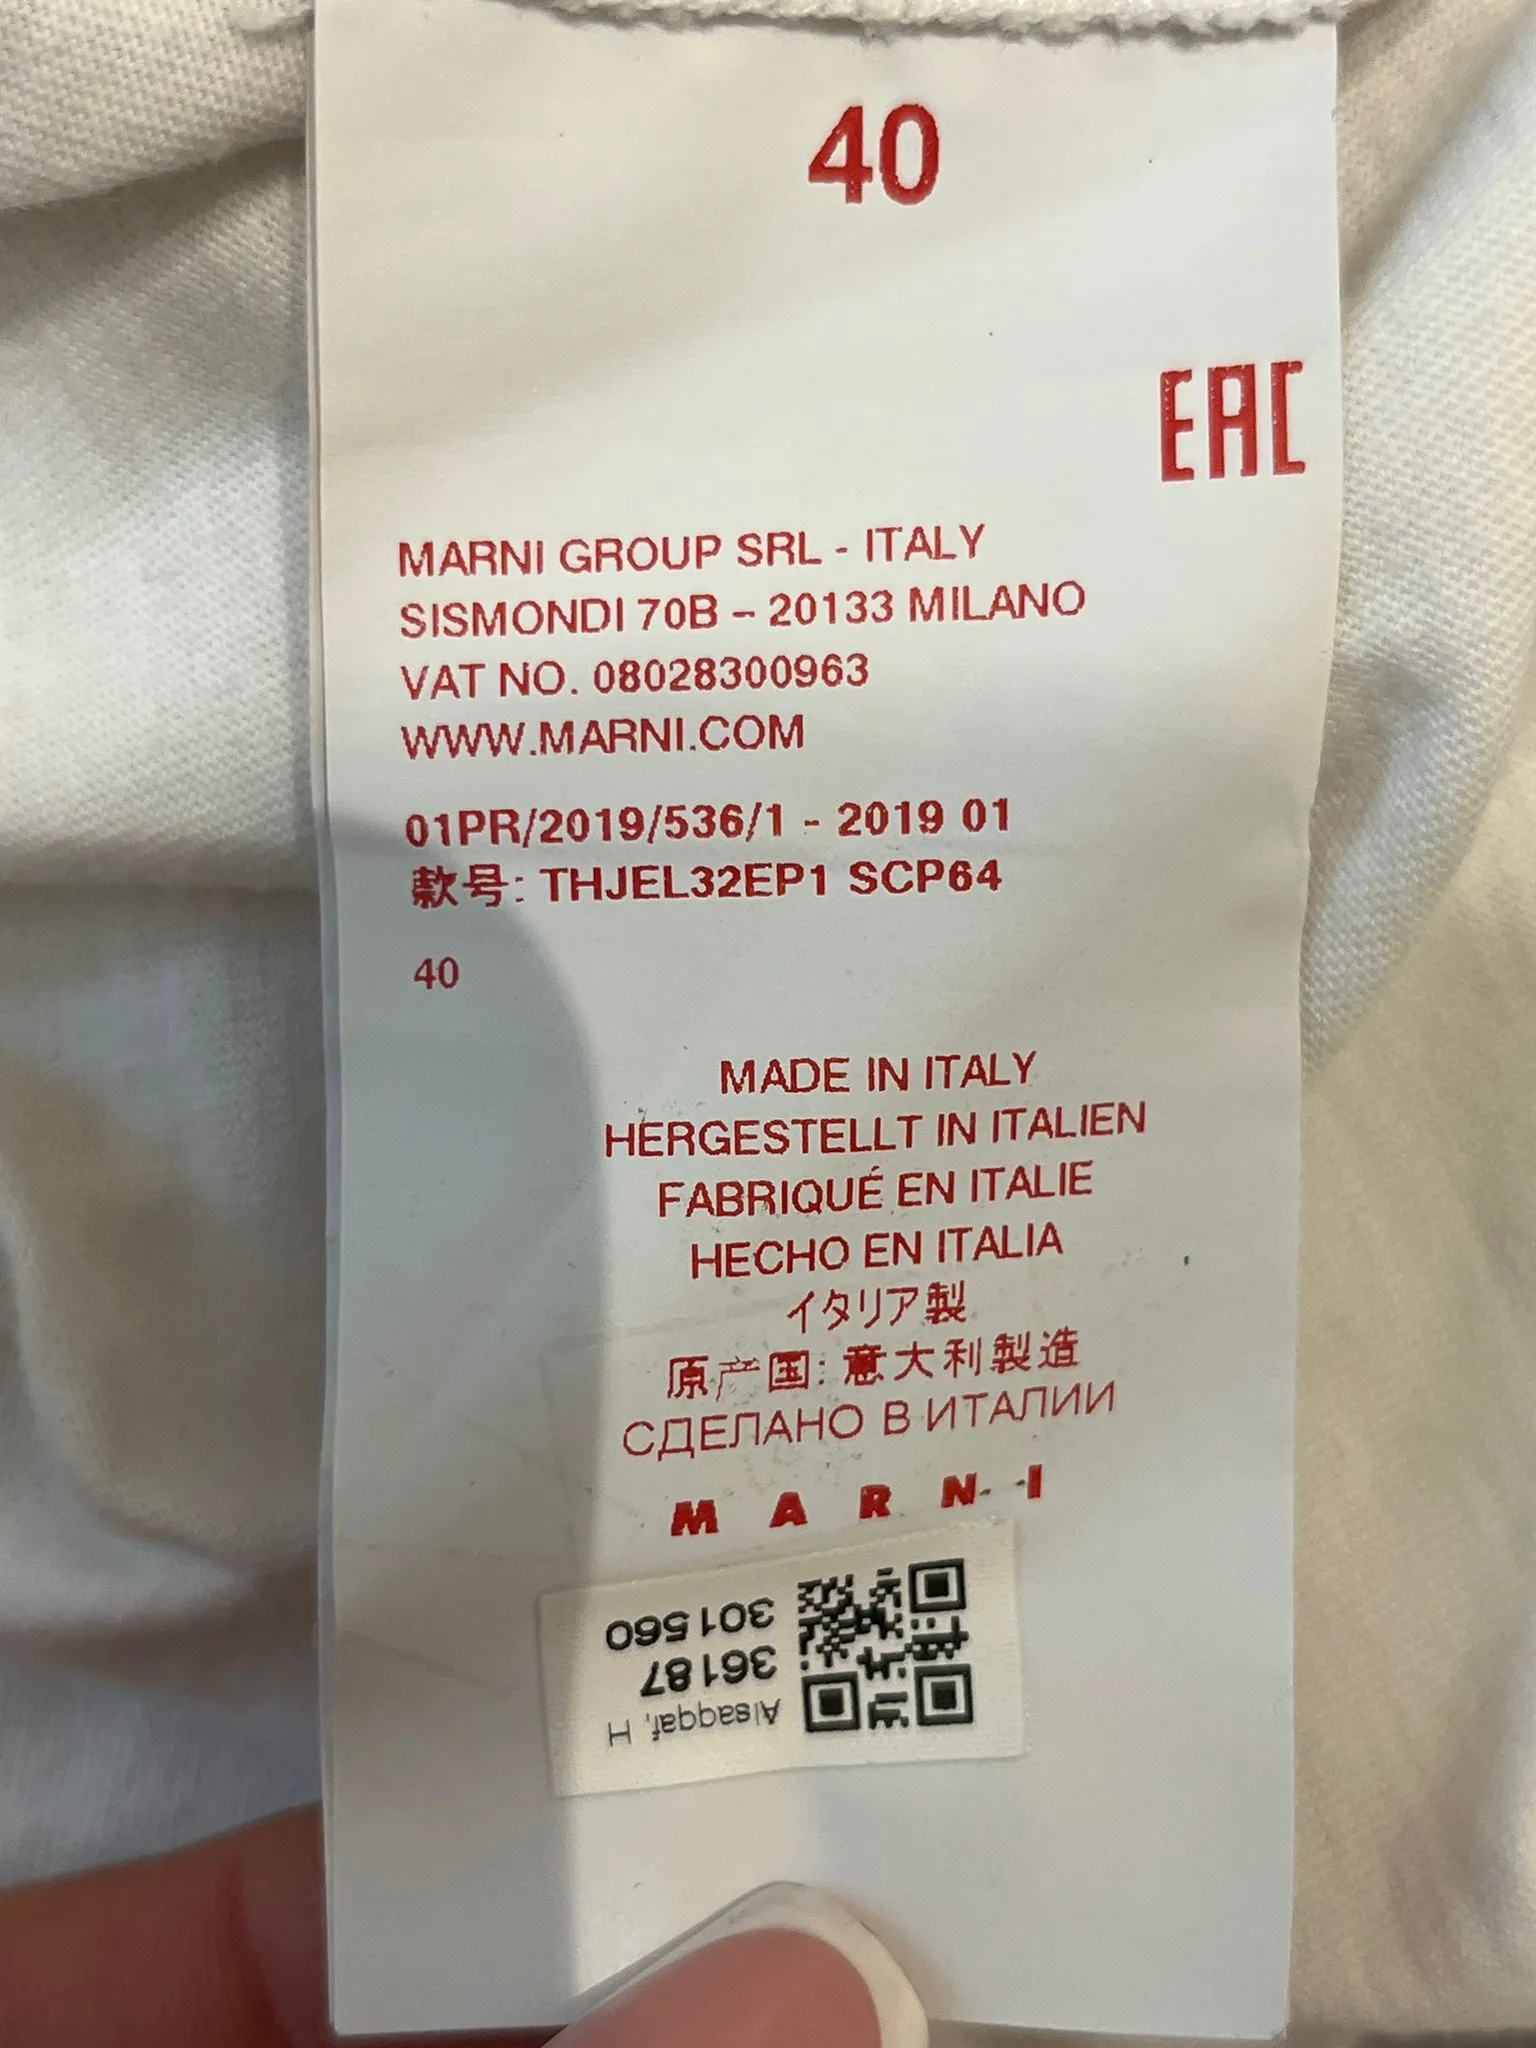 40
EAC
MARNI GROUP SRL - ITALY
SISMONDI 70B – 20133 MILANO
VAT NO. 08028300963
WWW.MARNI.COM
01PR/2019/536/1 - 2019 01
款号: THJEL32EP1 SCP64
40
MADE IN ITALY
HERGESTELLT IN ITALIEN
FABRIQUÉ EN ITALIE
HECHO EN ITALIA
イタリア製
原产国: 意大利製造
СДЕЛАНО В ИТАЛИИ
MARNI
Alsaqqaf, H
36187
301560